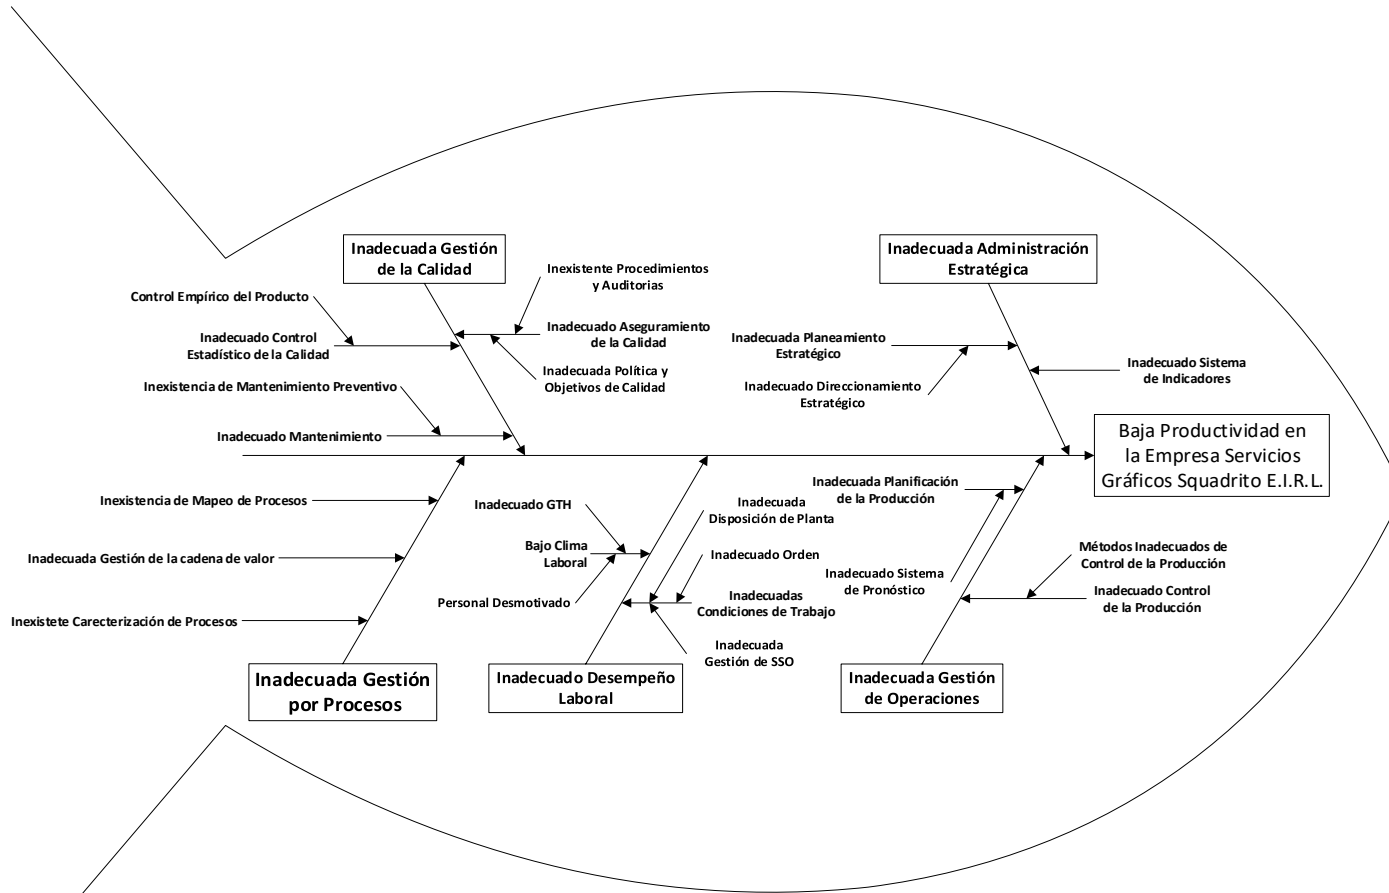 Inadecuada Gestión
de la Calidad
Inadecuada Administración
Estratégica
Inexistente Procedimientos
y Auditorias
Control Empírico del Producto
Inadecuado Control
Estadístico de la Calidad
Inadecuado Aseguramiento
de la Calidad
Inadecuada Política y
Objetivos de Calidad
Inexistencia de Mantenimiento Preventivo
Inadecuado Mantenimiento
Inadecuada Planeamiento
Estratégico
Inadecuado Direccionamiento
Estratégico
Inadecuado Sistema
de Indicadores
Baja Productividad en
la Empresa Servicios
Gráficos Squadrito E.I.R.L.
Inexistencia de Mapeo de Procesos
Inadecuada Gestión de la cadena de valor
Inexistete Carecterización de Procesos
Inadecuada Gestión
por Procesos
Inadecuado GTH
Bajo Clima
Laboral
Personal Desmotivado
Inadecuada
Disposición de Planta
Inadecuado Orden
Inadecuadas
Condiciones de Trabajo
Inadecuada
Gestión de SSO
Inadecuado Desempeño
Laboral
Inadecuada Planificación
de la Producción
Inadecuado Sistema
de Pronóstico
Métodos Inadecuados de
Control de la Producción
Inadecuado Control
de la Producción
Inadecuada Gestión
de Operaciones